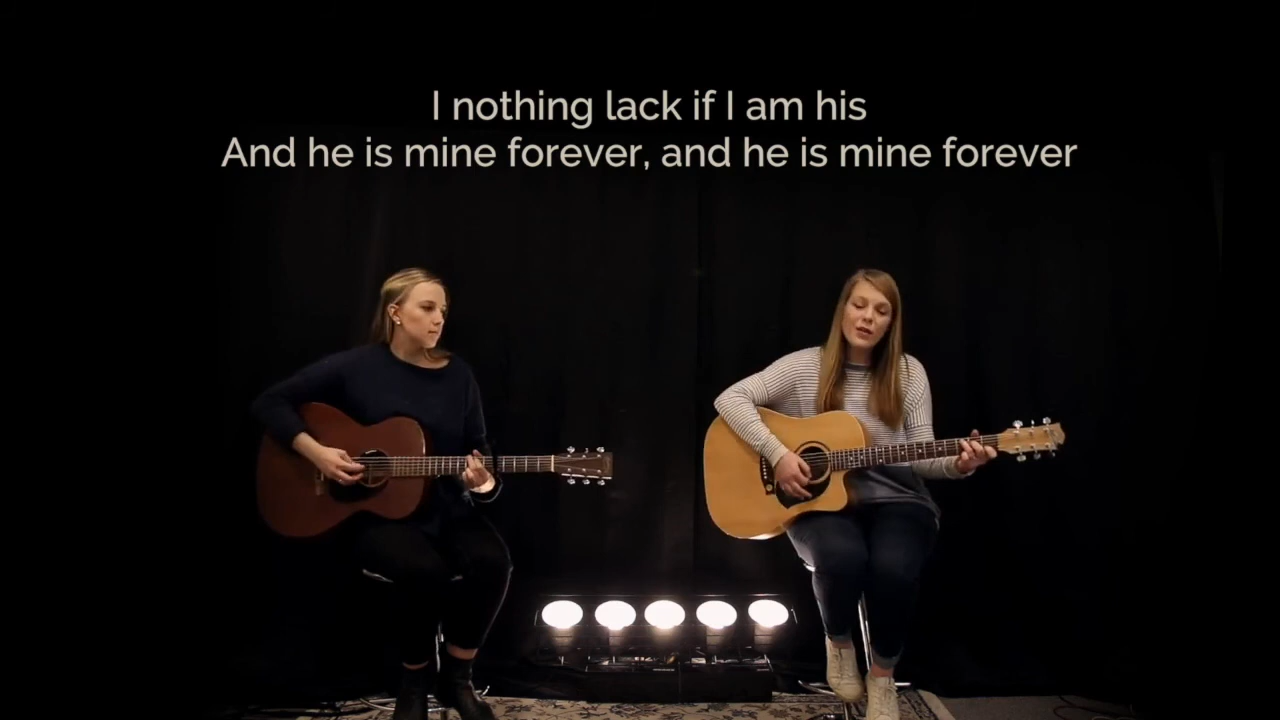 I nothing lack if I am his
And he is mine forever, and he is mine forever